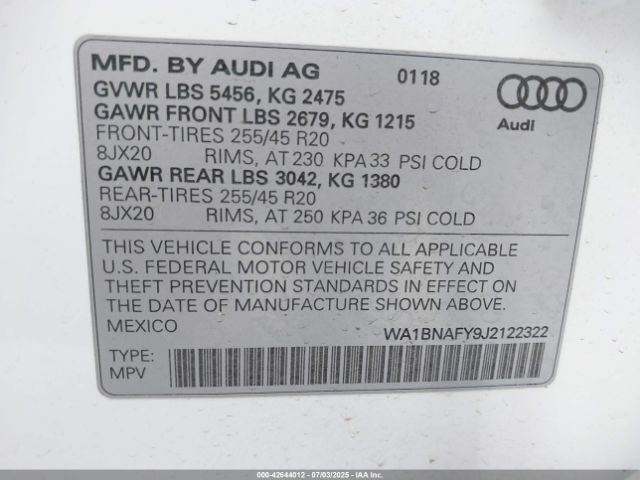 MFD. BY AUDI AG 0118
GVWR LBS 5456, KG 2475
GAWR FRONT LBS 2679, KG 1215
FRONT-TIRES 255/45 R20
8JX20 RIMS, AT 230 KPA 33 PSI COLD
GAWR REAR LBS 3042, KG 1380
REAR-TIRES 255/45 R20
8JX20 RIMS, AT 250 KPA 36 PSI COLD
Audi
THIS VEHICLE CONFORMS TO ALL APPLICABLE
U.S. FEDERAL MOTOR VEHICLE SAFETY AND
THEFT PREVENTION STANDARDS IN EFFECT ON
THE DATE OF MANUFACTURE SHOWN ABOVE.
MEXICO WA1BNAFY9J2122322
TYPE:
MPV
000-42644012 - 07/03/2025 - IAAI.COM